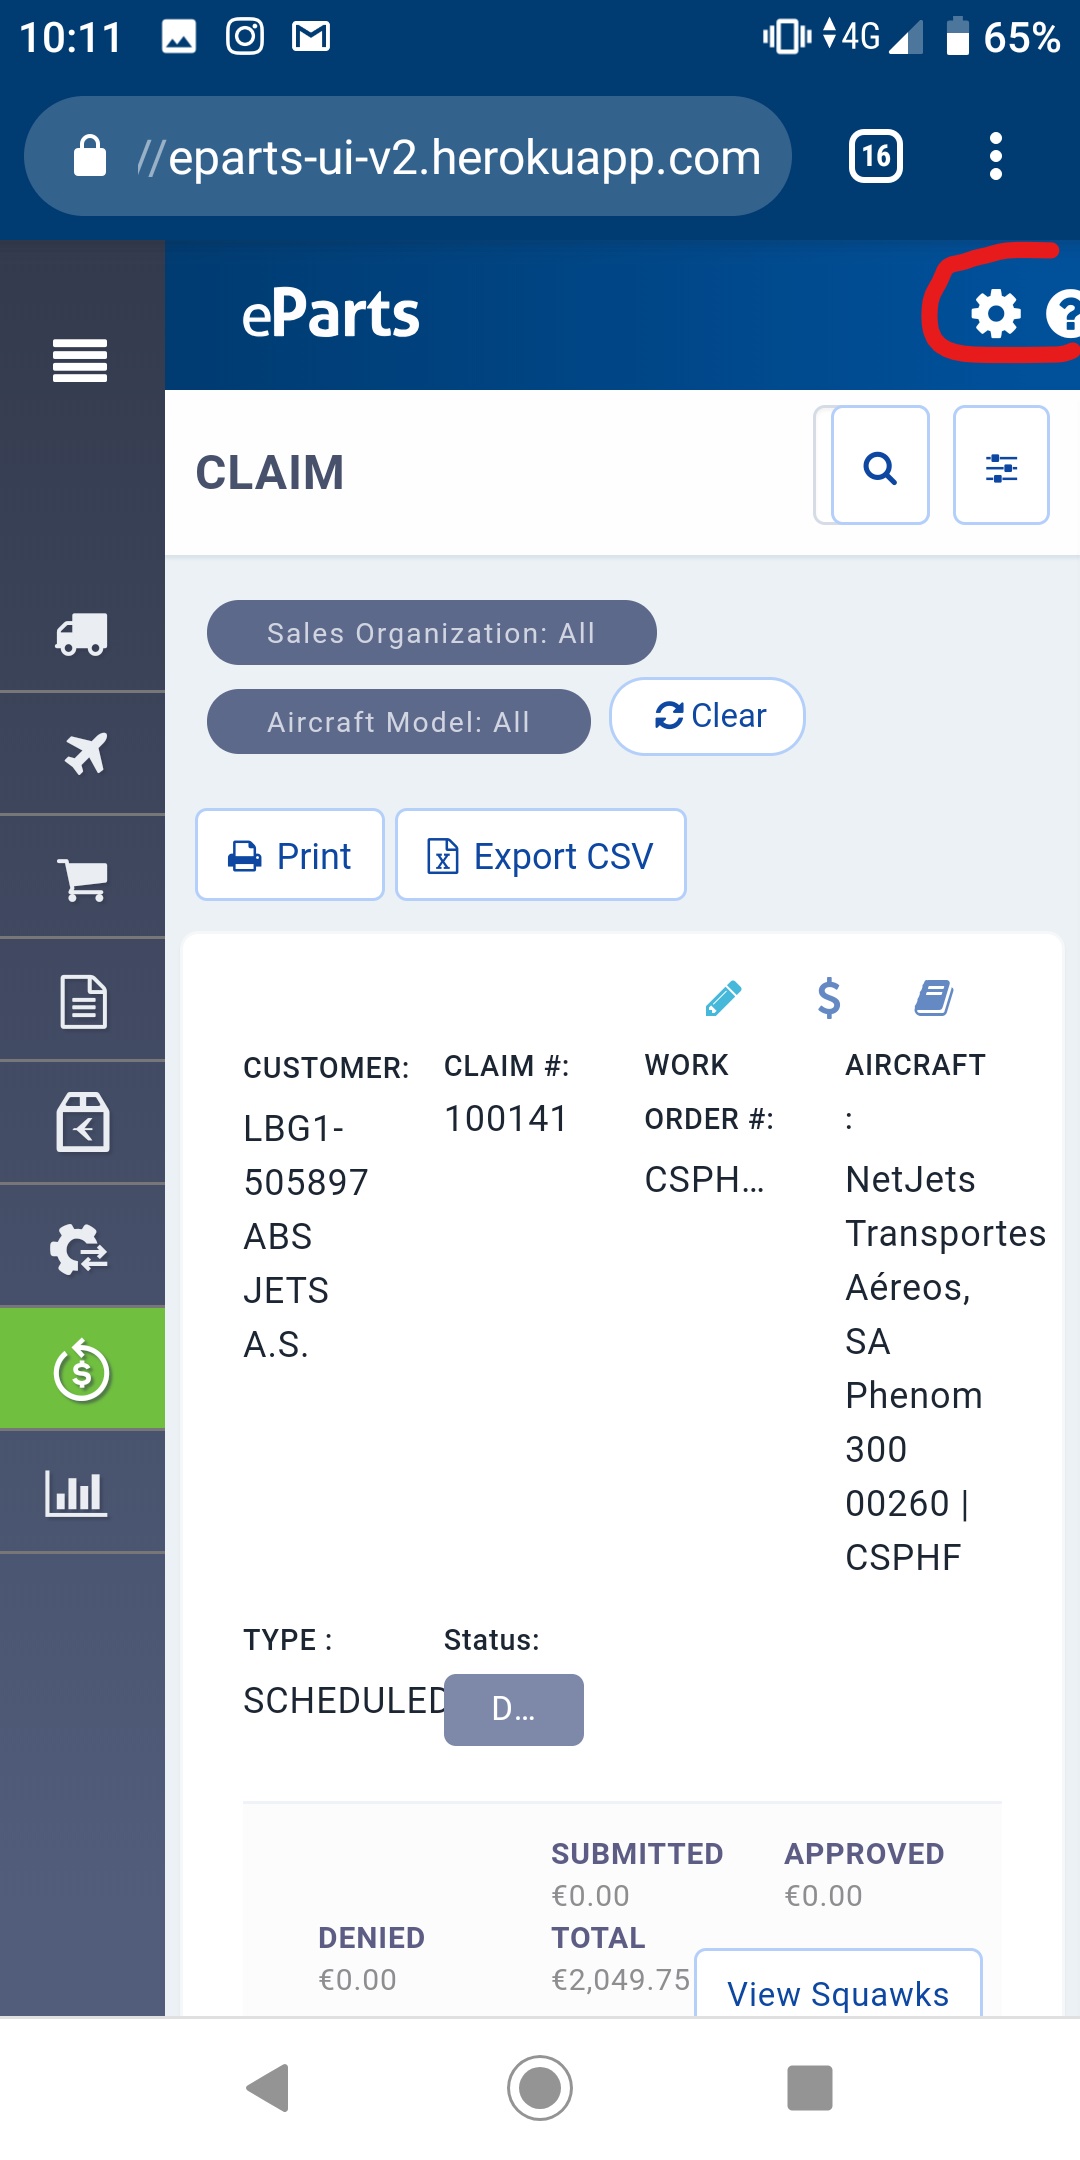 10:11 4G 65%
//eparts-ui-v2.herokuapp.com 16
eParts ?
CLAIM
Sales Organization: All
Aircraft Model: All
Clear
Print
Export CSV
CUSTOMER:
LBG1-
505897
ABS
JETS
A.S.
CLAIM #:
100141
WORK
ORDER #:
CSPH...
AIRCRAFT
:
NetJets
Transportes
Aéreos,
SA
Phenom
300
00260 |
CSPHF
TYPE :
SCHEDULED
Status:
D...
SUBMITTED
€0.00
APPROVED
€0.00
DENIED
€0.00
TOTAL
€2,049.75
View Squawks